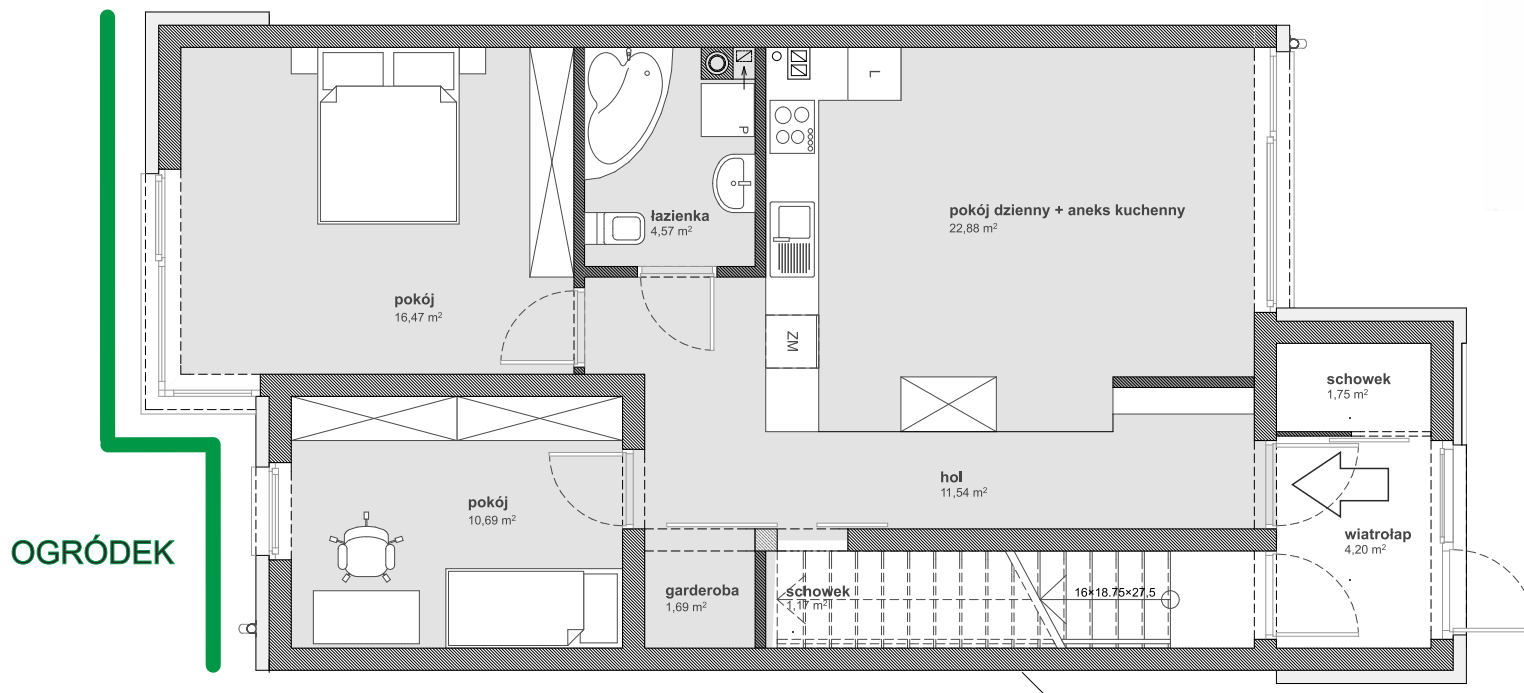 L
P
łazienka
4,57 m²
pokój dzienny + aneks kuchenny
22,88 m²
pokój
16,47 m²
ZM
schowek
1,75 m²
hol
11,54 m²
pokój
10,69 m²
wiatrołap
4,20 m²
OGRÓDEK
garderoba
1,69 m²
schowek
1,17 m²
16×18.75×27,5